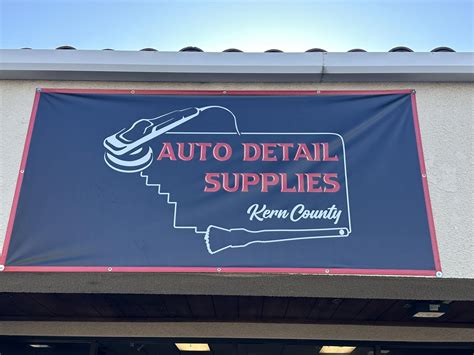 AUTO DETAIL
SUPPLIES
Kern County